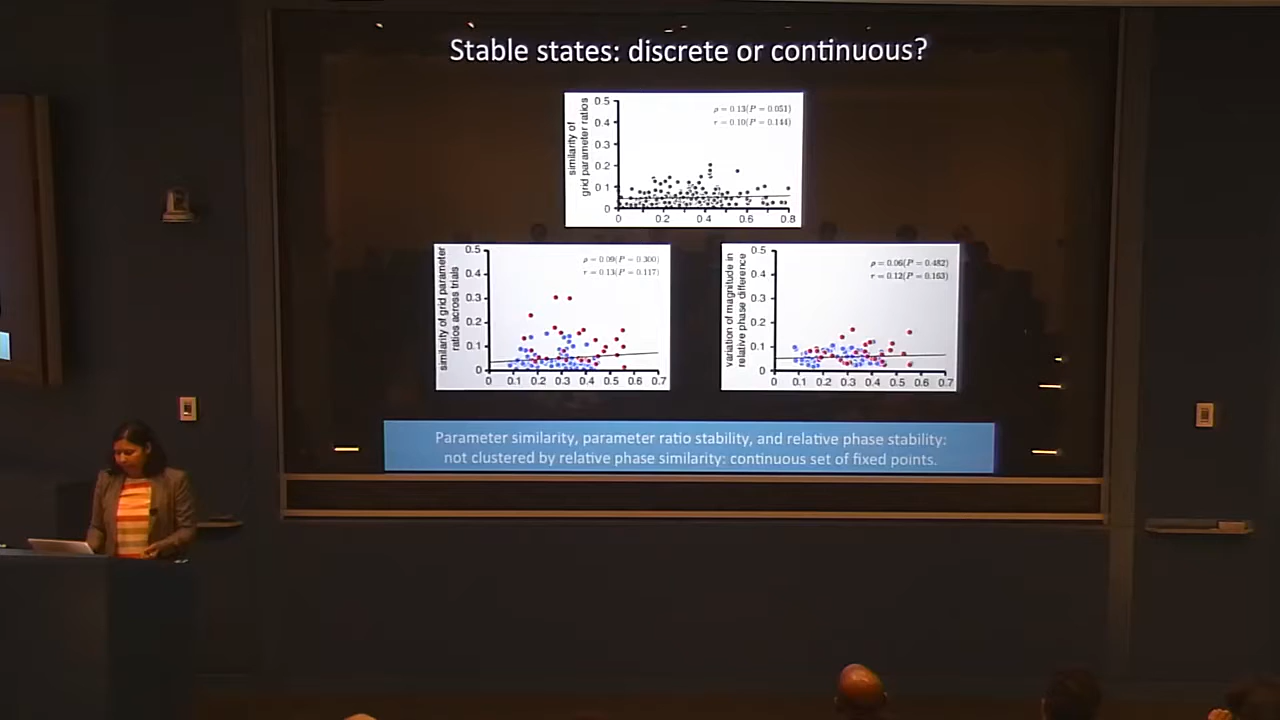 Stable states: discrete or continuous?
similarity of
grid parameter ratios
0.5
0.4
0.3
0.2
0.1
0
ρ = 0.13(P = 0.051)
r = 0.10(P = 0.144)
0 0.2 0.4 0.6 0.8
similarity of grid parameter
ratios across trials
0.5
0.4
0.3
0.2
0.1
0
ρ = 0.09(P = 0.300)
r = 0.13(P = 0.117)
0 0.1 0.2 0.3 0.4 0.5 0.6 0.7
variation of magnitude in
relative phase difference
0.5
0.4
0.3
0.2
0.1
0
ρ = 0.06(P = 0.482)
r = 0.12(P = 0.163)
0 0.1 0.2 0.3 0.4 0.5 0.6 0.7
Parameter similarity, parameter ratio stability, and relative phase stability:
not clustered by relative phase similarity: continuous set of fixed points.